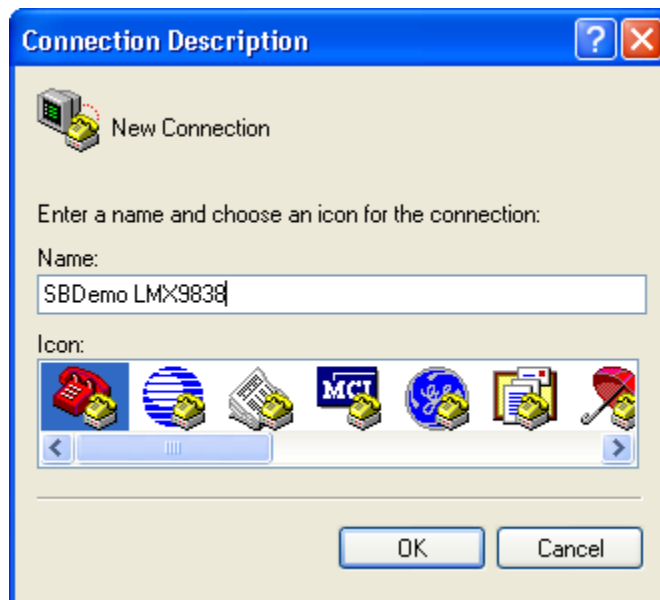 Connection Description
New Connection
Enter a name and choose an icon for the connection:
Name:
SBDemo LMX9838
Icon:
MCI
OK Cancel